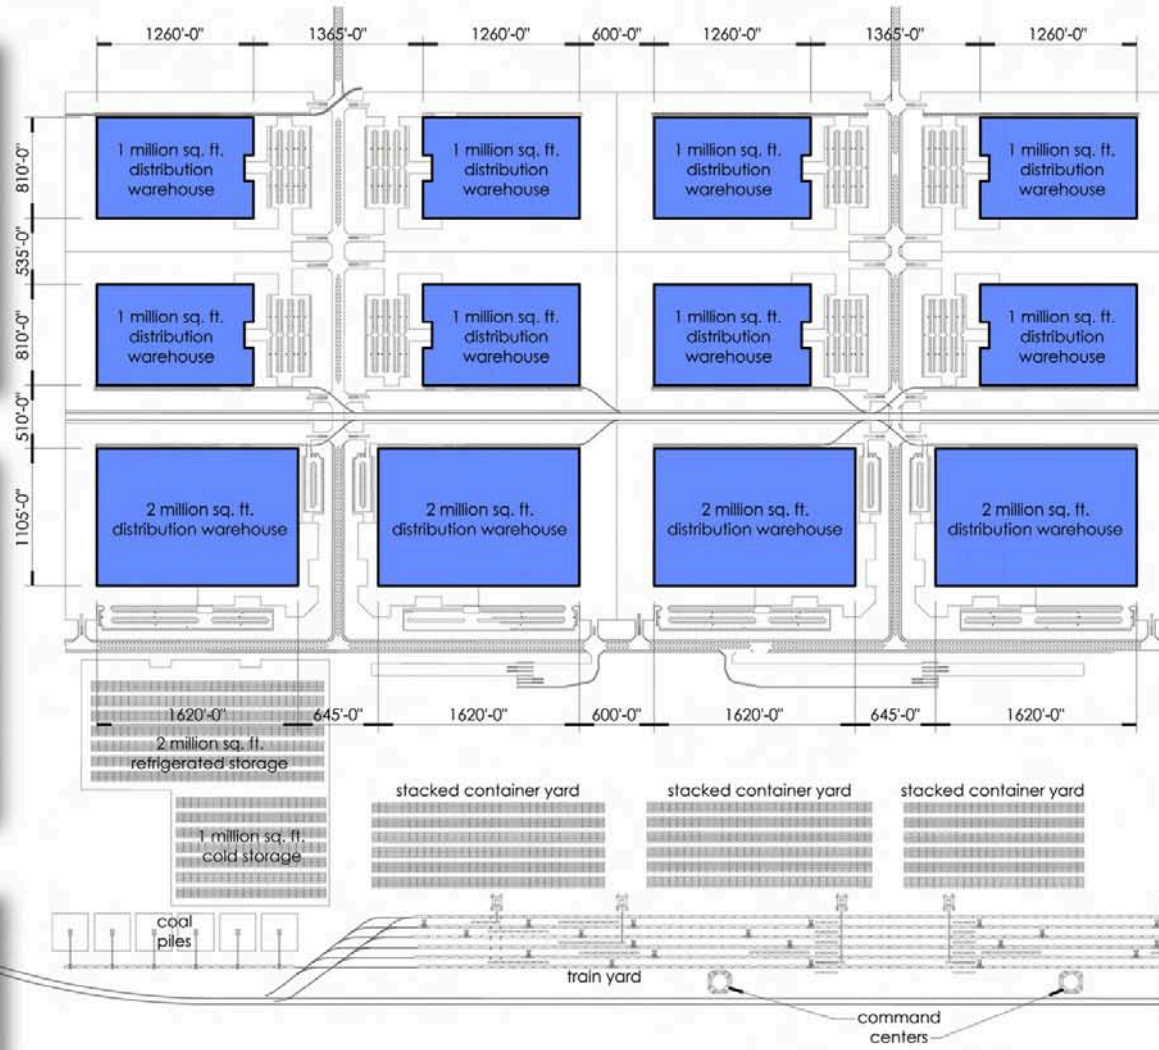 1260'-0"
1365'-0"
1260'-0"
600'-0"
1260'-0"
1365'-0"
1260'-0"
810'-0"
1 million sq. ft.
distribution
warehouse
1 million sq. ft.
distribution
warehouse
1 million sq. ft.
distribution
warehouse
1 million sq. ft.
distribution
warehouse
535'-0"
810'-0"
1 million sq. ft.
distribution
warehouse
1 million sq. ft.
distribution
warehouse
1 million sq. ft.
distribution
warehouse
1 million sq. ft.
distribution
warehouse
510'-0"
1105'-0"
2 million sq. ft.
distribution warehouse
2 million sq. ft.
distribution warehouse
2 million sq. ft.
distribution warehouse
2 million sq. ft.
distribution warehouse
1620'-0"
645'-0"
1620'-0"
600'-0"
1620'-0"
645'-0"
1620'-0"
2 million sq. ft.
refrigerated storage
stacked container yard
stacked container yard
stacked container yard
1 million sq. ft.
cold storage
coal
piles
train yard
command
centers